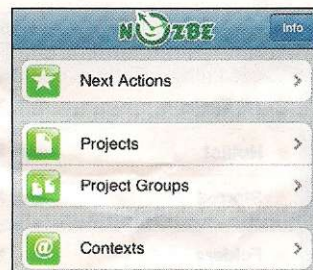 NOZBE Info
Next Actions
Projects
Project Groups
@ Contexts